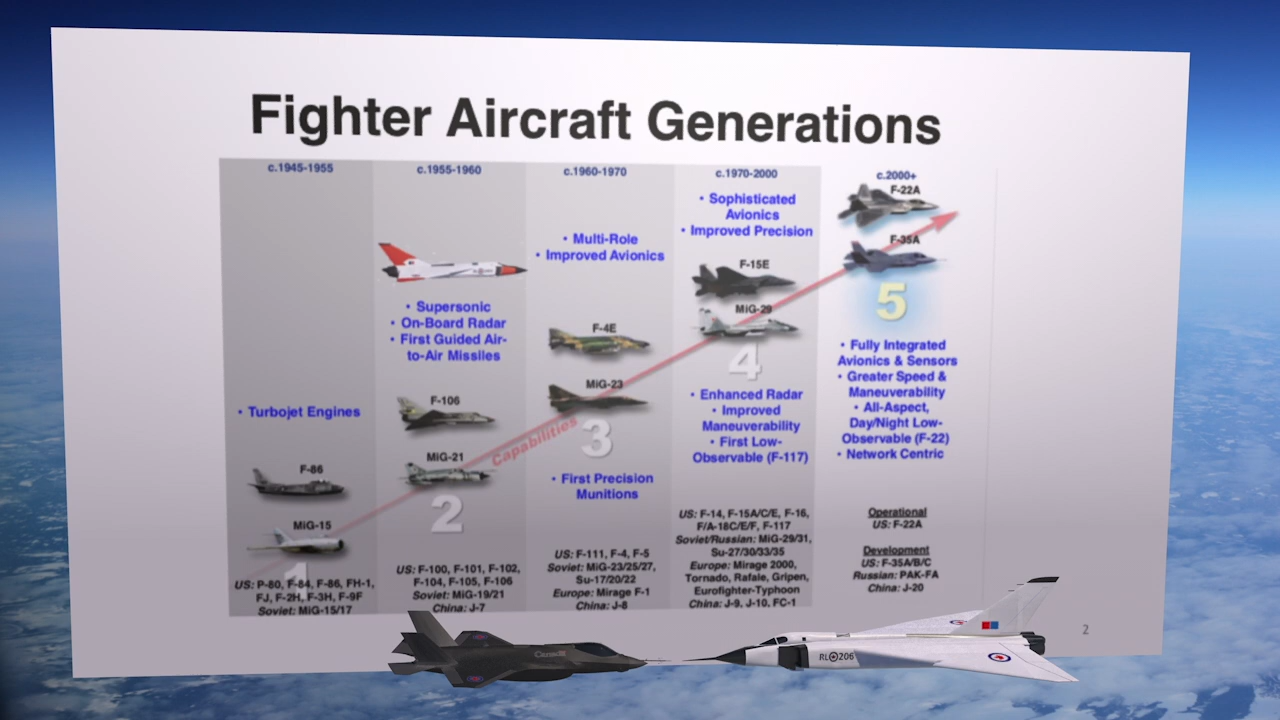 Fighter Aircraft Generations
c.1945-1955
• Turbojet Engines
F-86
MiG-15
1
US: P-80, F-84, F-86, FH-1,
FJ, F-2H, F-3H, F-9F
Soviet: MiG-15/17
c.1955-1960
• Supersonic
• On-Board Radar
• First Guided Air-
to-Air Missiles
F-106
MiG-21
2
US: F-100, F-101, F-102,
F-104, F-105, F-106
Soviet: MiG-19/21
China: J-7
Capabilities
c.1960-1970
• Multi-Role
• Improved Avionics
F-4E
MiG-23
3
• First Precision
Munitions
US: F-111, F-4, F-5
Soviet: MiG-23/25/27,
Su-17/20/22
Europe: Mirage F-1
China: J-8
c.1970-2000
• Sophisticated
Avionics
• Improved Precision
F-15E
MiG-29
4
• Enhanced Radar
• Improved
Maneuverability
• First Low-
Observable (F-117)
US: F-14, F-15A/C/E, F-16,
F/A-18C/E/F, F-117
Soviet/Russian: MiG-29/31,
Su-27/30/33/35
Europe: Mirage 2000,
Tornado, Rafale, Gripen,
Eurofighter-Typhoon
China: J-9, J-10, FC-1
c.2000+
F-22A
F-35A
5
• Fully Integrated
Avionics & Sensors
• Greater Speed &
Maneuverability
• All-Aspect,
Day/Night Low-
Observable (F-22)
• Network Centric
Operational
US: F-22A
Development
US: F-35A/B/C
Russian: PAK-FA
China: J-20
2
Canada
RL 206